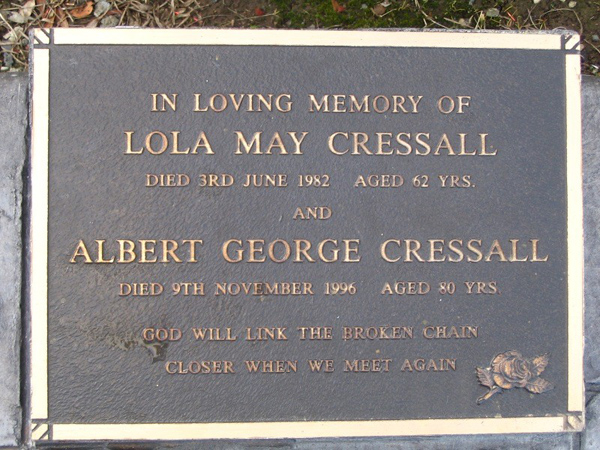 IN LOVING MEMORY OF
LOLA MAY CRESSALL
DIED 3RD JUNE 1982 AGED 62 YRS.
AND
ALBERT GEORGE CRESSALL
DIED 9TH NOVEMBER 1996 AGED 80 YRS.
GOD WILL LINK THE BROKEN CHAIN
CLOSER WHEN WE MEET AGAIN